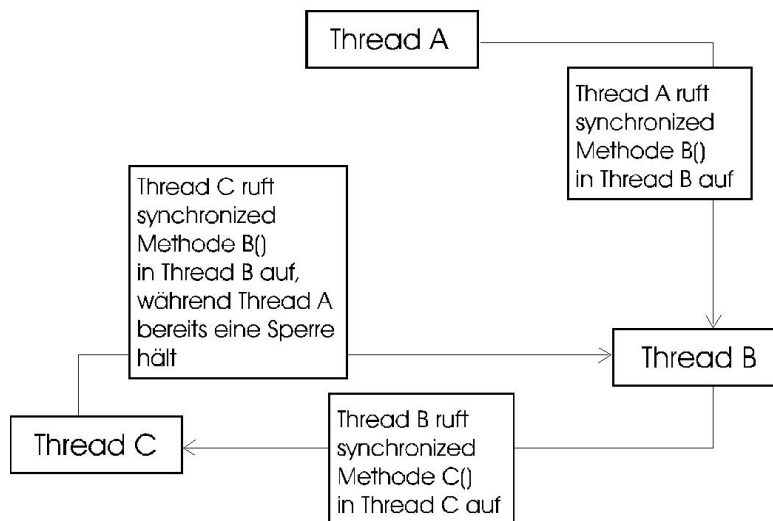 Thread A
Thread A ruft
synchronized
Methode B()
in Thread B auf
Thread C ruft
synchronized
Methode B()
in Thread B auf,
während Thread A
bereits eine Sperre
hält
Thread B
Thread C
Thread B ruft
synchronized
Methode C()
in Thread C auf